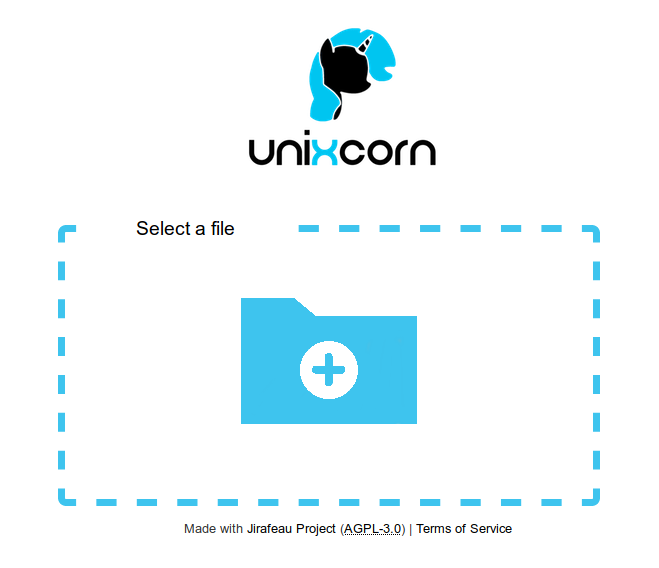 unixcorn
Select a file
Made with Jirafeau Project (AGPL-3.0) | Terms of Service